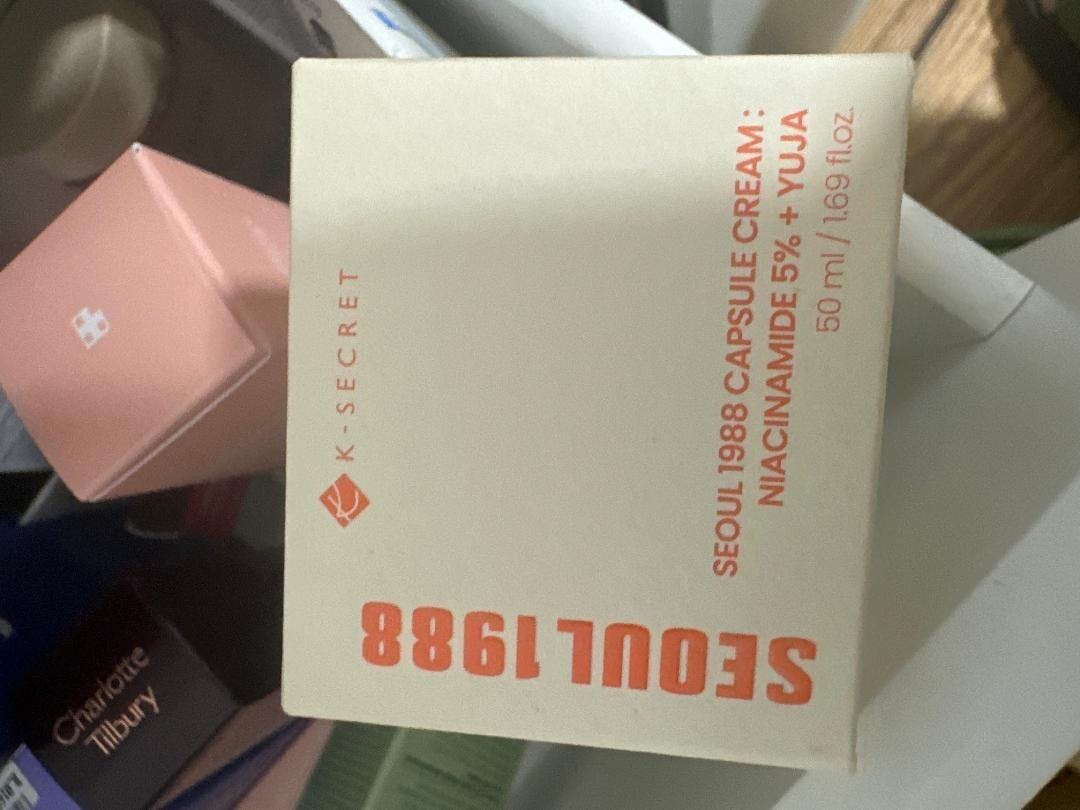 K-SECRET
SEOUL 1988 CAPSULE CREAM :
NIACINAMIDE 5% + YUJA
50 ml / 1.69 fl.oz.
SEOUL 1988
Charlotte
Tilbury